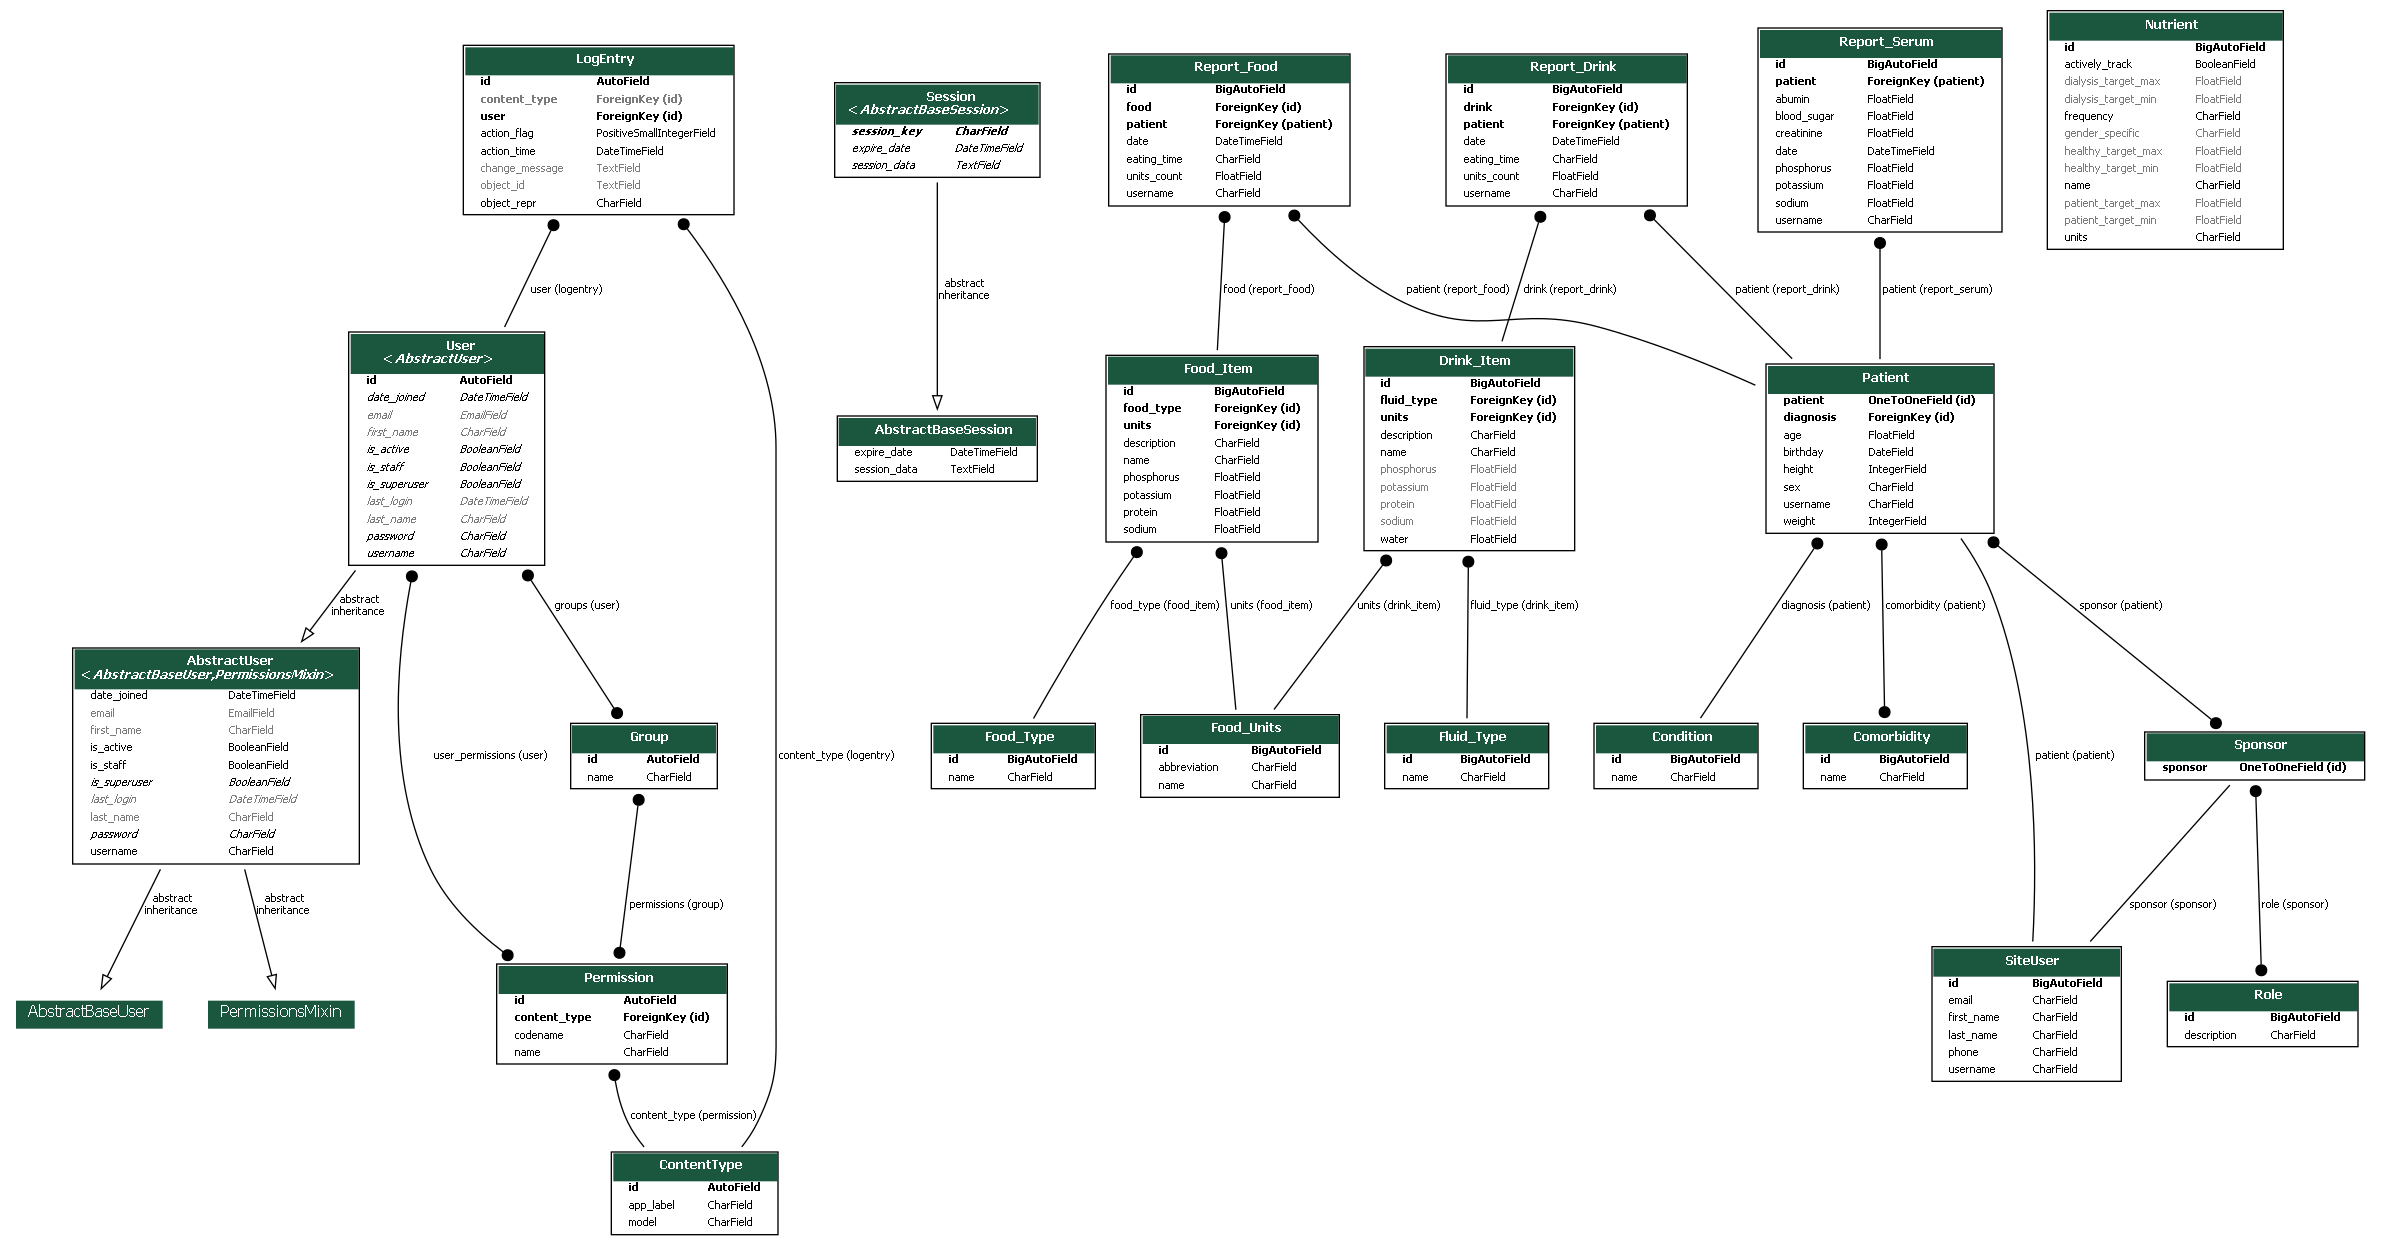 LogEntry
id AutoField
content_type ForeignKey (id)
user ForeignKey (id)
action_flag PositiveSmallIntegerField
action_time DateTimeField
change_message TextField
object_id TextField
object_repr CharField
Session
<AbstractBaseSession>
session_key CharField
expire_date DateTimeField
session_data TextField
Report_Food
id BigAutoField
food ForeignKey (id)
patient ForeignKey (patient)
date DateTimeField
eating_time CharField
units_count FloatField
username CharField
Report_Drink
id BigAutoField
drink ForeignKey (id)
patient ForeignKey (patient)
date DateTimeField
eating_time CharField
units_count FloatField
username CharField
Report_Serum
id BigAutoField
patient ForeignKey (patient)
abumin FloatField
blood_sugar FloatField
creatinine FloatField
date DateTimeField
phosphorus FloatField
potassium FloatField
sodium FloatField
username CharField
Nutrient
id BigAutoField
actively_track BooleanField
dialysis_target_max FloatField
dialysis_target_min FloatField
frequency CharField
gender_specific CharField
healthy_target_max FloatField
healthy_target_min FloatField
name CharField
patient_target_max FloatField
patient_target_min FloatField
units CharField
user (logentry)
abstract
inheritance
food (report_food)
patient (report_food)
drink (report_drink)
patient (report_drink)
patient (report_serum)
User
<AbstractUser>
id AutoField
date_joined DateTimeField
email EmailField
first_name CharField
is_active BooleanField
is_staff BooleanField
is_superuser BooleanField
last_login DateTimeField
last_name CharField
password CharField
username CharField
AbstractBaseSession
expire_date DateTimeField
session_data TextField
Food_Item
id BigAutoField
food_type ForeignKey (id)
units ForeignKey (id)
description CharField
name CharField
phosphorus FloatField
potassium FloatField
protein FloatField
sodium FloatField
Drink_Item
id BigAutoField
fluid_type ForeignKey (id)
units ForeignKey (id)
description CharField
name CharField
phosphorus FloatField
potassium FloatField
protein FloatField
sodium FloatField
water FloatField
Patient
patient OneToOneField (id)
diagnosis ForeignKey (id)
age FloatField
birthday DateField
height IntegerField
sex CharField
username CharField
weight IntegerField
abstract
inheritance
groups (user)
food_type (food_item)
units (food_item)
units (drink_item)
fluid_type (drink_item)
diagnosis (patient)
comorbidity (patient)
sponsor (patient)
AbstractUser
<AbstractBaseUser,PermissionsMixin>
date_joined DateTimeField
email EmailField
first_name CharField
is_active BooleanField
is_staff BooleanField
is_superuser BooleanField
last_login DateTimeField
last_name CharField
password CharField
username CharField
user_permissions (user)
Group
id AutoField
name CharField
content_type (logentry)
Food_Type
id BigAutoField
name CharField
Food_Units
id BigAutoField
abbreviation CharField
name CharField
Fluid_Type
id BigAutoField
name CharField
Condition
id BigAutoField
name CharField
Comorbidity
id BigAutoField
name CharField
patient (patient)
Sponsor
sponsor OneToOneField (id)
abstract
inheritance
abstract
inheritance
permissions (group)
sponsor (sponsor)
role (sponsor)
AbstractBaseUser
PermissionsMixin
Permission
id AutoField
content_type ForeignKey (id)
codename CharField
name CharField
SiteUser
id BigAutoField
email CharField
first_name CharField
last_name CharField
phone CharField
username CharField
Role
id BigAutoField
description CharField
content_type (permission)
ContentType
id AutoField
app_label CharField
model CharField